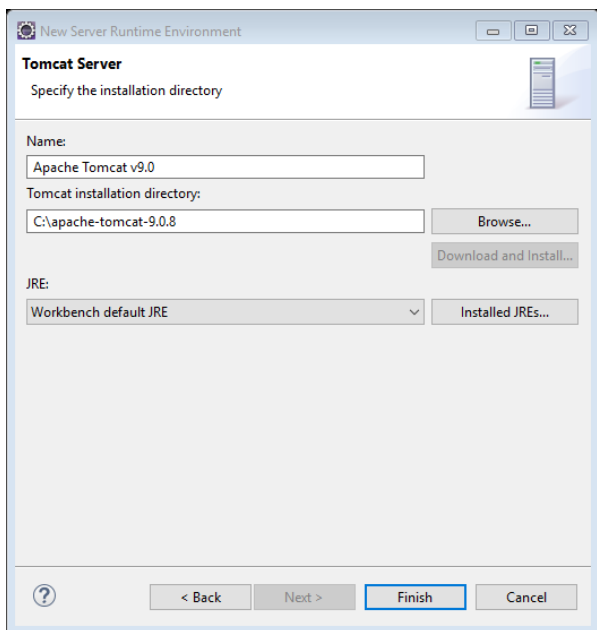 New Server Runtime Environment
Tomcat Server
Specify the installation directory
Name:
Apache Tomcat v9.0
Tomcat installation directory:
C:\apache-tomcat-9.0.8
Browse...
Download and Install...
JRE:
Workbench default JRE
Installed JREs...
?
< Back
Next >
Finish
Cancel